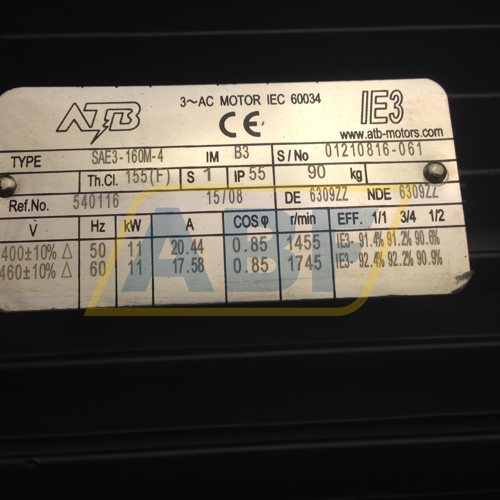 ATB 3~AC MOTOR IEC 60034 IE3
CE www.atb-motors.com
TYPE SAE3-160M-4 IM B3 S/No 01210816-061
Th.Cl. 155(F) S 1 IP 55 90 kg
Ref.No. 540116 15/08 DE 6309ZZ NDE 6309ZZ
V Hz kW A COSφ r/min EFF. 1/1 3/4 1/2
400±10% Δ 50 11 20.44 0.85 1455 IE3- 91.4% 91.2% 90.6%
460±10% Δ 60 11 17.58 0.85 1745 IE3- 92.4% 92.2% 90.9%